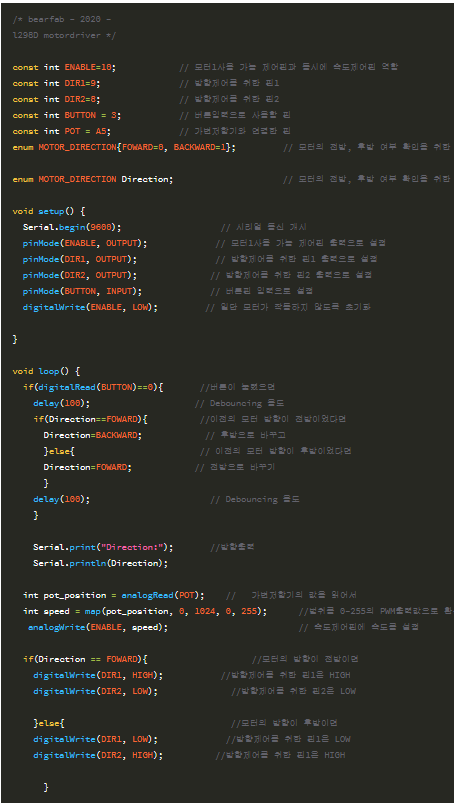 /* bearfab - 2020 -
l298D motordriver */
const int ENABLE=10; // 모터1사용 가능 제어핀과 동시에 속도제어핀 역할
const int DIR1=9; // 방향제어를 위한 핀1
const int DIR2=8; // 방향제어를 위한 핀2
const int BUTTON = 3; // 버튼입력으로 사용할 핀
const int POT = A5; // 가변저항기와 연결한 핀
enum MOTOR_DIRECTION{FOWARD=0, BACKWARD=1}; // 모터의 전방, 후방 여부 확인을 위한
enum MOTOR_DIRECTION Direction; // 모터의 전방, 후방 여부 확인을 위한
void setup() {
Serial.begin(9600); // 시리얼 통신 개시
pinMode(ENABLE, OUTPUT); // 모터1사용 가능 제어핀 출력으로 설정
pinMode(DIR1, OUTPUT); // 방향제어를 위한 핀1 출력으로 설정
pinMode(DIR2, OUTPUT); // 방향제어를 위한 핀2 출력으로 설정
pinMode(BUTTON, INPUT); // 버튼핀 입력으로 설정
digitalWrite(ENABLE, LOW); // 일단 모터가 작동하지 않도록 초기화
}
void loop() {
if(digitalRead(BUTTON)==0){ //버튼이 눌렸으면
delay(100); // Debouncing 용도
if(Direction==FOWARD){ //이전의 모터 방향이 전방이었다면
Direction=BACKWARD; // 후방으로 바꾸고
}else{ // 이전의 모터 방향이 후방이었다면
Direction=FOWARD; // 전방으로 바꾸기
}
delay(100); // Debouncing 용도
}
Serial.print("Direction:"); //방향출력
Serial.println(Direction);
int pot_position = analogRead(POT); // 가변저항기의 값을 읽어서
int speed = map(pot_position, 0, 1024, 0, 255); //범위를 0-255의 PWM출력값으로 환
analogWrite(ENABLE, speed); // 속도제어핀에 속도를 설정
if(Direction == FOWARD){ //모터의 방향이 전방이면
digitalWrite(DIR1, HIGH); //방향제어를 위한 핀1은 HIGH
digitalWrite(DIR2, LOW); //방향제어를 위한 핀2은 LOW
}else{ //모터의 방향이 후방이면
digitalWrite(DIR1, LOW); //방향제어를 위한 핀1은 LOW
digitalWrite(DIR2, HIGH); //방향제어를 위한 핀1은 HIGH
}